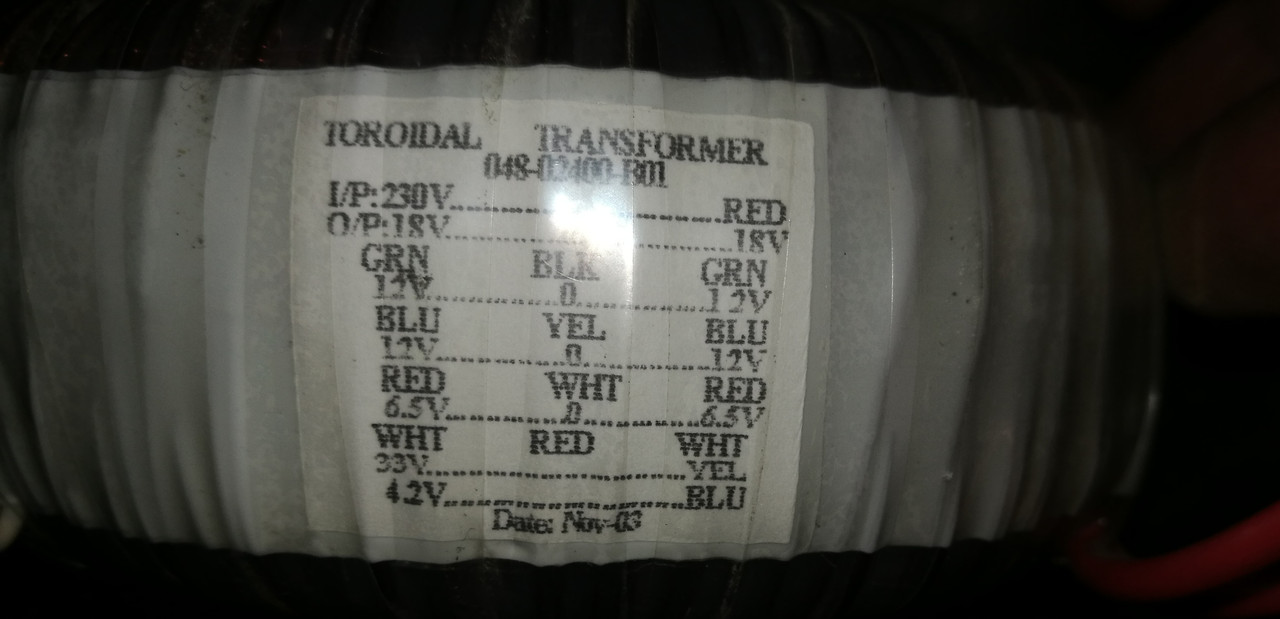 TOROIDAL TRANSFORMER
048-02400-B01
I/P:230V.....................RED
O/P:18V.....................18V
GRN BLK GRN
12V..........0..........12V
BLU YEL BLU
12V..........0..........12V
RED WHT RED
6.5V..........0..........6.5V
WHT RED WHT
33V.....................YEL
4.2V.....................BLU
Date: Nov-03